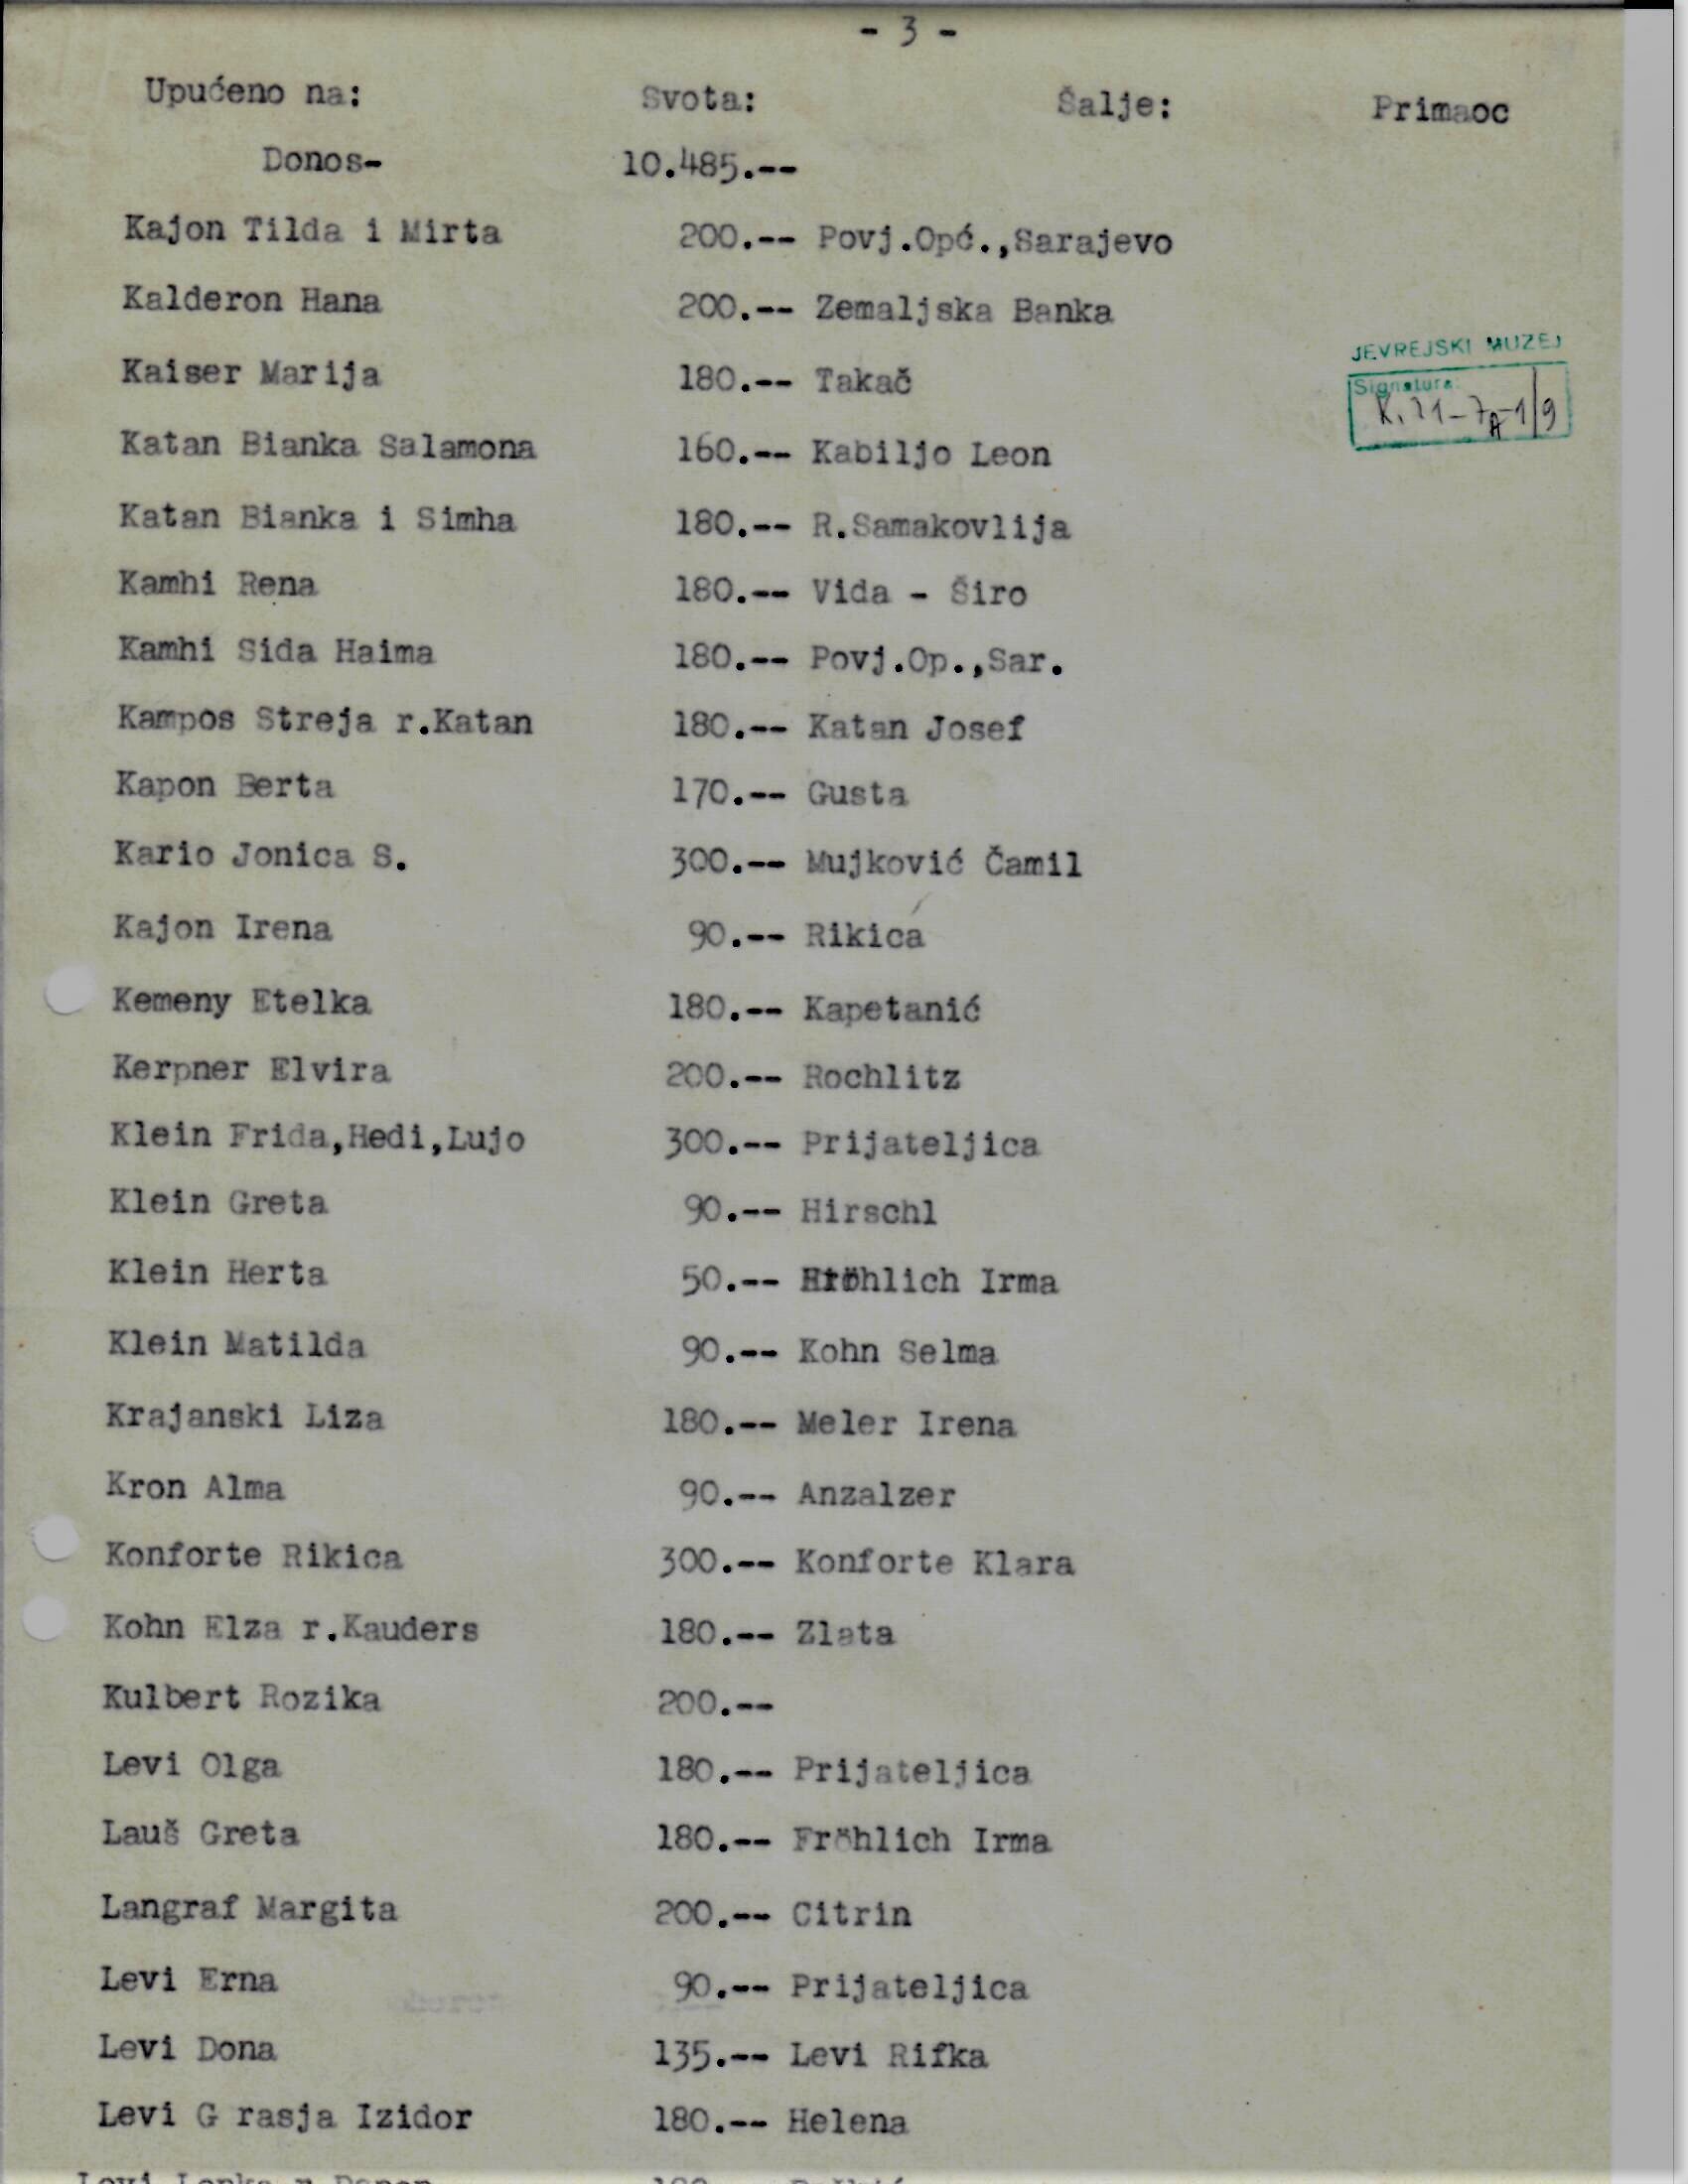 - 3 -
Upućeno na: Svota: Šalje: Primaoc
Donos- 10.485.--
Kajon Tilda i Mirta 200.-- Povj.Opć.,Sarajevo
Kalderon Hana 200.-- Zemaljska Banka
JEVREJSKI MUZEJ
Kaiser Marija 180.-- Takač
Signatura:
K. 21-7A-1/9
Katan Bianka Salamona 160.-- Kabiljo Leon
Katan Bianka i Simha 180.-- R.Samakovlija
Kamhi Rena 180.-- Vida - Širo
Kamhi Sida Haima 180.-- Povj.Op.,Sar.
Kampos Streja r.Katan 180.-- Katan Josef
Kapon Berta 170.-- Gusta
Kario Jonica S. 300.-- Mujković Čamil
Kajon Irena 90.-- Rikica
Kemeny Etelka 180.-- Kapetanić
Kerpner Elvira 200.-- Rochlitz
Klein Frida,Hedi,Lujo 300.-- Prijateljica
Klein Greta 90.-- Hirschl
Klein Herta 50.-- Fröhlich Irma
Klein Matilda 90.-- Kohn Selma
Krajanski Liza 180.-- Meler Irena
Kron Alma 90.-- Anzalzer
Konforte Rikica 300.-- Konforte Klara
Kohn Elza r.Kauders 180.-- Zlata
Kulbert Rozika 200.--
Levi Olga 180.-- Prijateljica
Lauš Greta 180.-- Fröhlich Irma
Langraf Margita 200.-- Citrin
Levi Erna 90.-- Prijateljica
Levi Dona 135.-- Levi Rifka
Levi G rasja Izidor 180.-- Helena